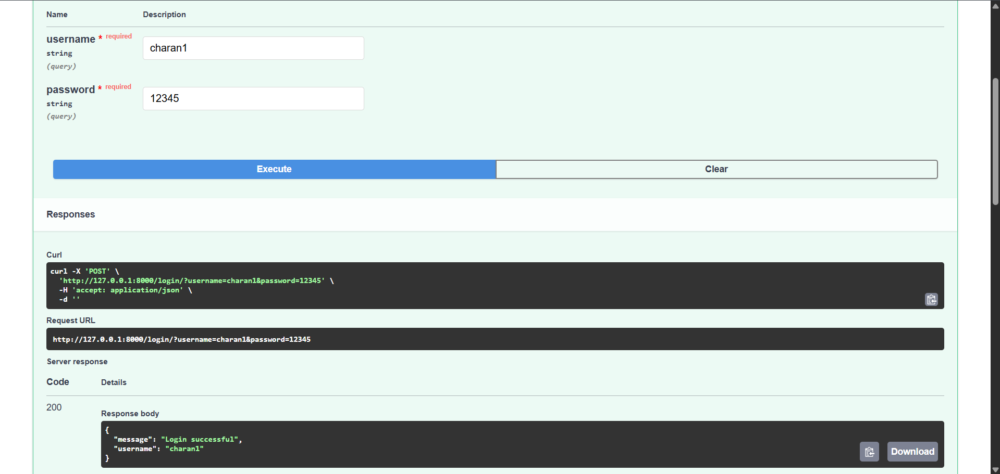 Name Description
username * required
string
(query)
charan1
password * required
string
(query)
12345
Execute Clear
Responses
Curl
curl -X 'POST' \
  'http://127.0.0.1:8000/login/?username=charan1&password=12345' \
  -H 'accept: application/json' \
  -d ''
Request URL
http://127.0.0.1:8000/login/?username=charan1&password=12345
Server response
Code Details
200
Response body
{
  "message": "Login successful",
  "username": "charan1"
}
Download